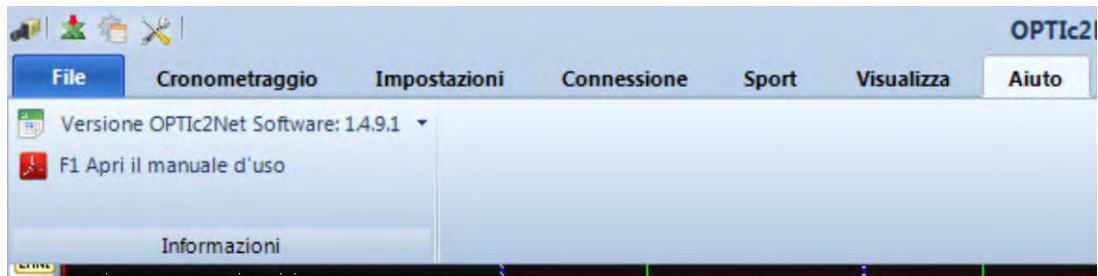 OPTIc2
File Cronometraggio Impostazioni Connessione Sport Visualizza Aiuto
Versione OPTIc2Net Software: 1.4.9.1
F1 Apri il manuale d'uso
Informazioni